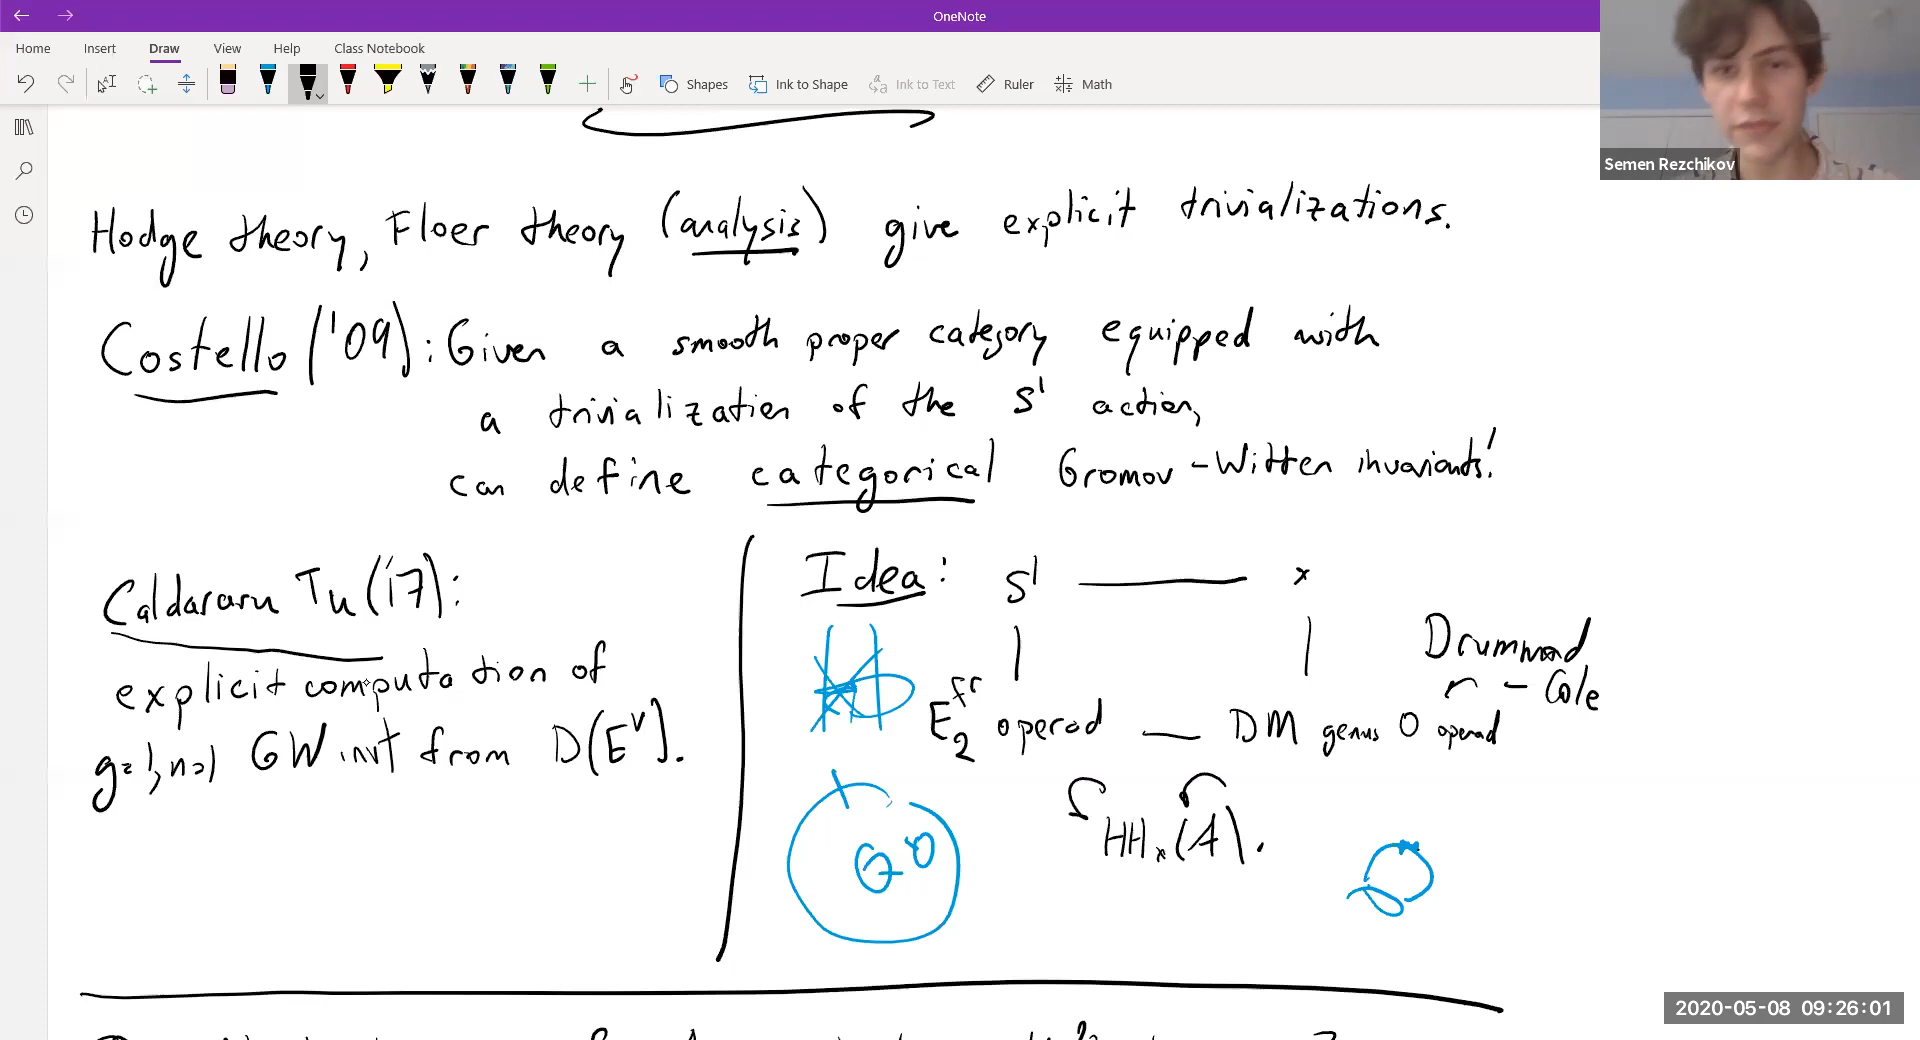 OneNote
Home Insert Draw View Help Class Notebook
Shapes Ink to Shape Ink to Text Ruler Math
Semen Rezchikov
Hodge theory, Floer theory (analysis) give explicit trivializations.
Costello ('09): Given a smooth proper category equipped with
a trivialization of the S¹ action,
can define categorical Gromov-Witten invariants!
Caldararu Tu (17):
explicit computation of
g=1, n=1 GW invt from D(E^v).
Idea: S¹ — *
E₂^fr operad — DM genus 0 operad
Drummond
- Cole
HH_*(A).
2020-05-08 09:26:01